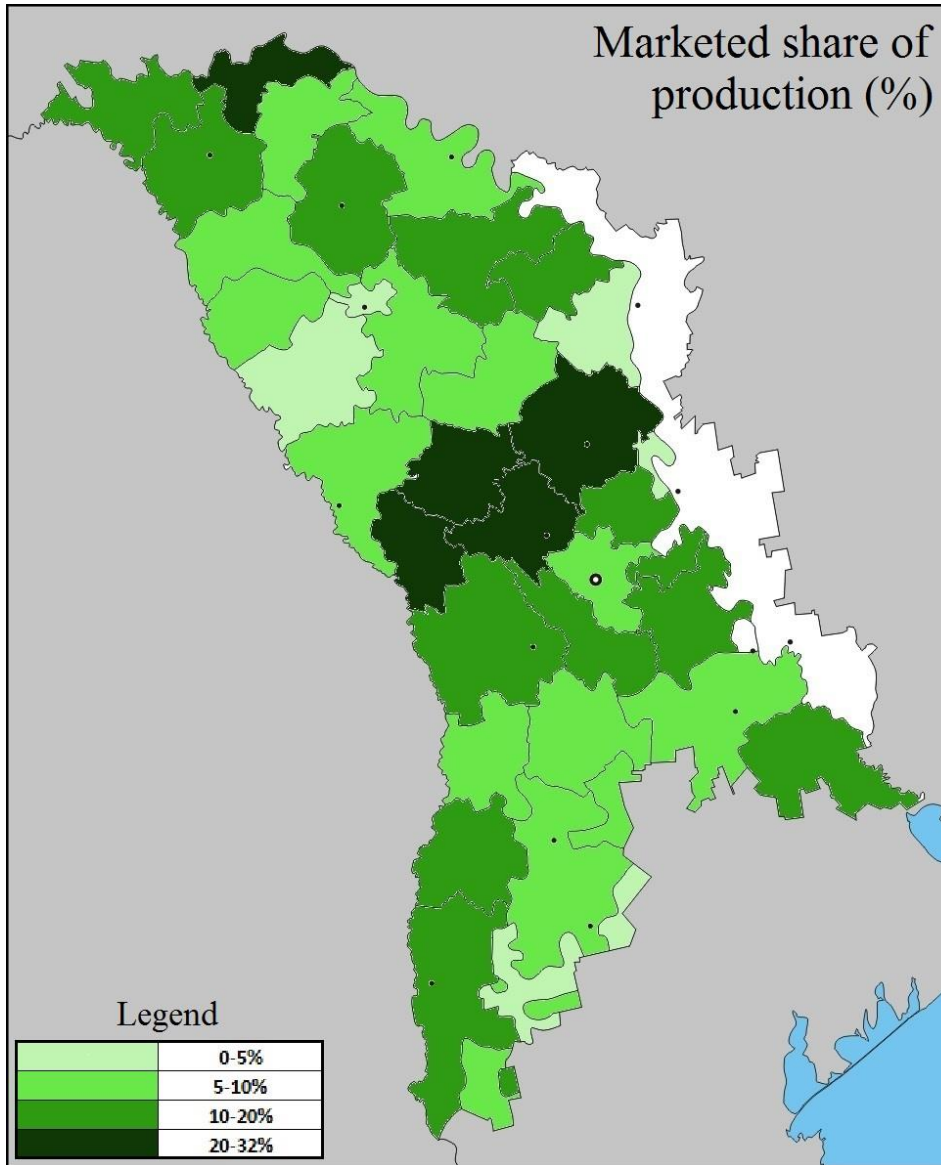 Marketed share of
production (%)
Legend
0-5%
5-10%
10-20%
20-32%